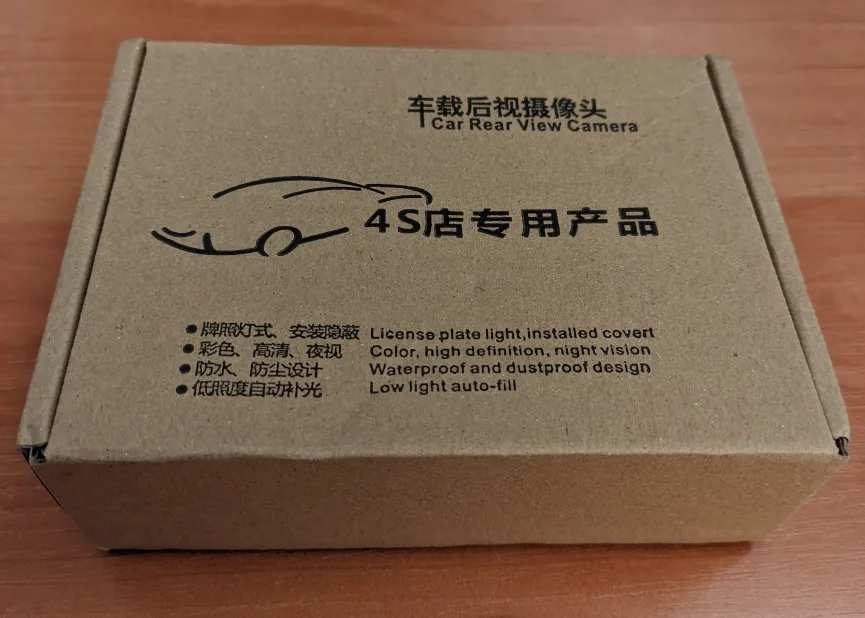 车载后视摄像头
Car Rear View Camera
4S店专用产品
●牌照灯式、安装隐蔽 License plate light,installed covert
●彩色、高清、夜视 Color, high definition, night vision
●防水、防尘设计 Waterproof and dustproof design
●低照度自动补光 Low light auto-fill